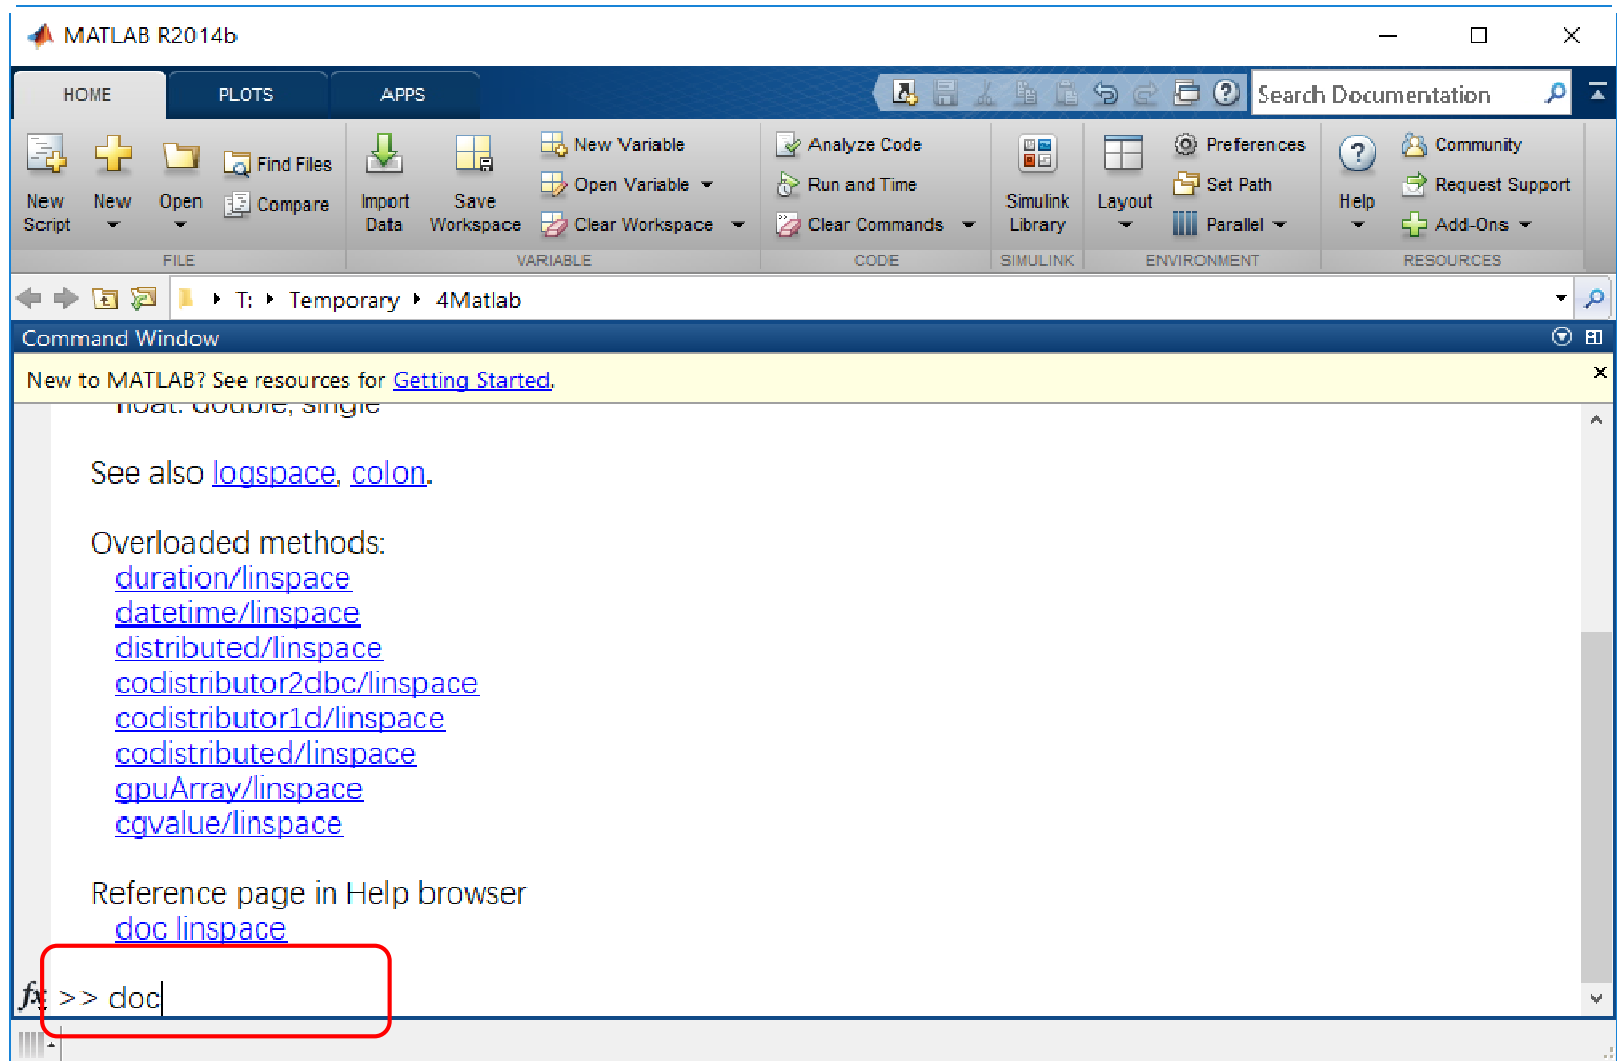 MATLAB R2014b
HOME PLOTS APPS Search Documentation
New Script
New
Open
Find Files
Compare
FILE
Import Data
Save Workspace
New Variable
Open Variable
Clear Workspace
VARIABLE
Analyze Code
Run and Time
Clear Commands
CODE
Simulink Library
SIMULINK
Layout
Preferences
Set Path
Parallel
ENVIRONMENT
Help
Community
Request Support
Add-Ons
RESOURCES
T: Temporary 4Matlab
Command Window
New to MATLAB? See resources for Getting Started.
float: double, single
See also logspace, colon.
Overloaded methods:
duration/linspace
datetime/linspace
distributed/linspace
codistributor2dbc/linspace
codistributor1d/linspace
codistributed/linspace
gpuArray/linspace
cgvalue/linspace
Reference page in Help browser
doc linspace
fx >> doc